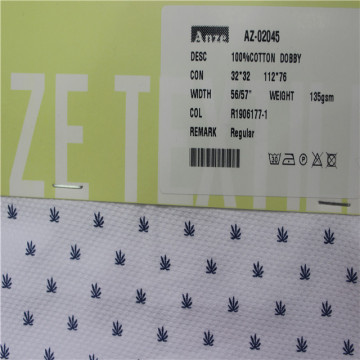 Anze AZ-02045
DESC 100%COTTON DOBBY
CON 32*32 112*76
WIDTH 56/57" WEIGHT 135gsm
COL R1906177-1
REMARK Regular
ZE T